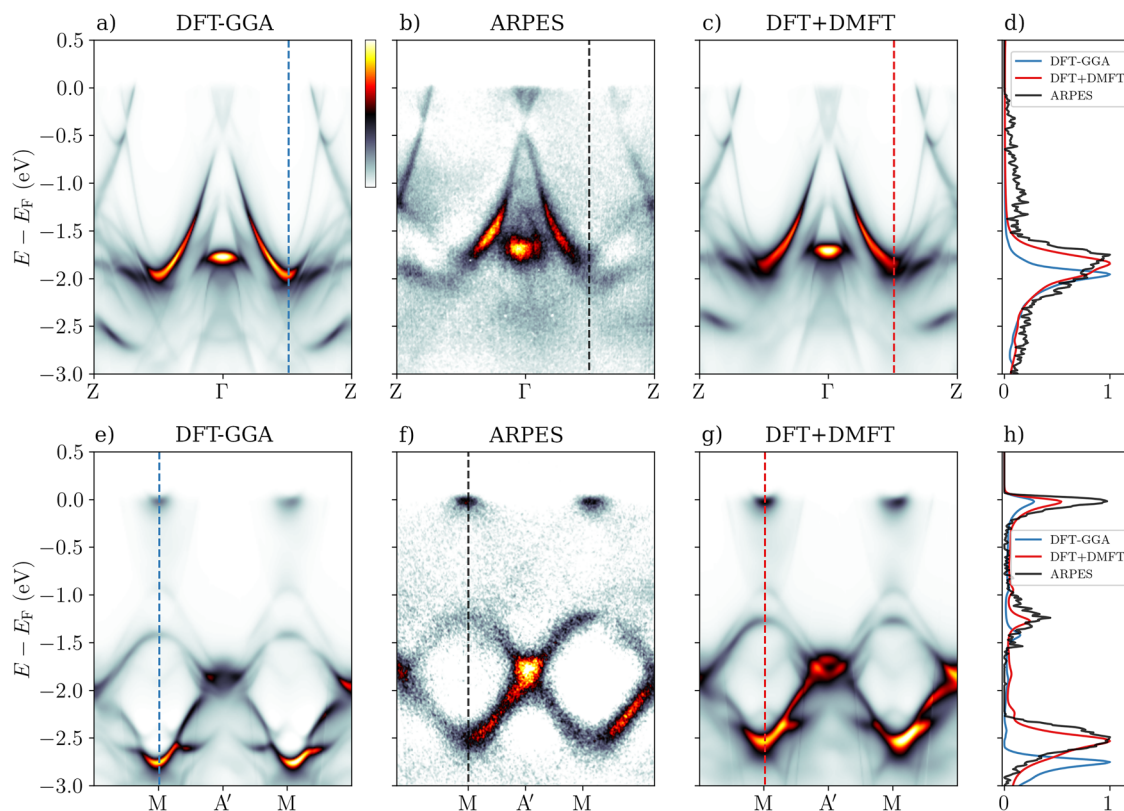 a)
DFT-GGA
b)
ARPES
c)
DFT+DMFT
d)
0.5
0.0
−0.5
−1.0
−1.5
−2.0
−2.5
−3.0
E − E_F (eV)
Z
Γ
Z
Z
Γ
Z
Z
Γ
Z
DFT-GGA
DFT+DMFT
ARPES
0
1
e)
DFT-GGA
f)
ARPES
g)
DFT+DMFT
h)
0.5
0.0
−0.5
−1.0
−1.5
−2.0
−2.5
−3.0
E − E_F (eV)
M
A′
M
M
A′
M
M
A′
M
DFT-GGA
DFT+DMFT
ARPES
0
1